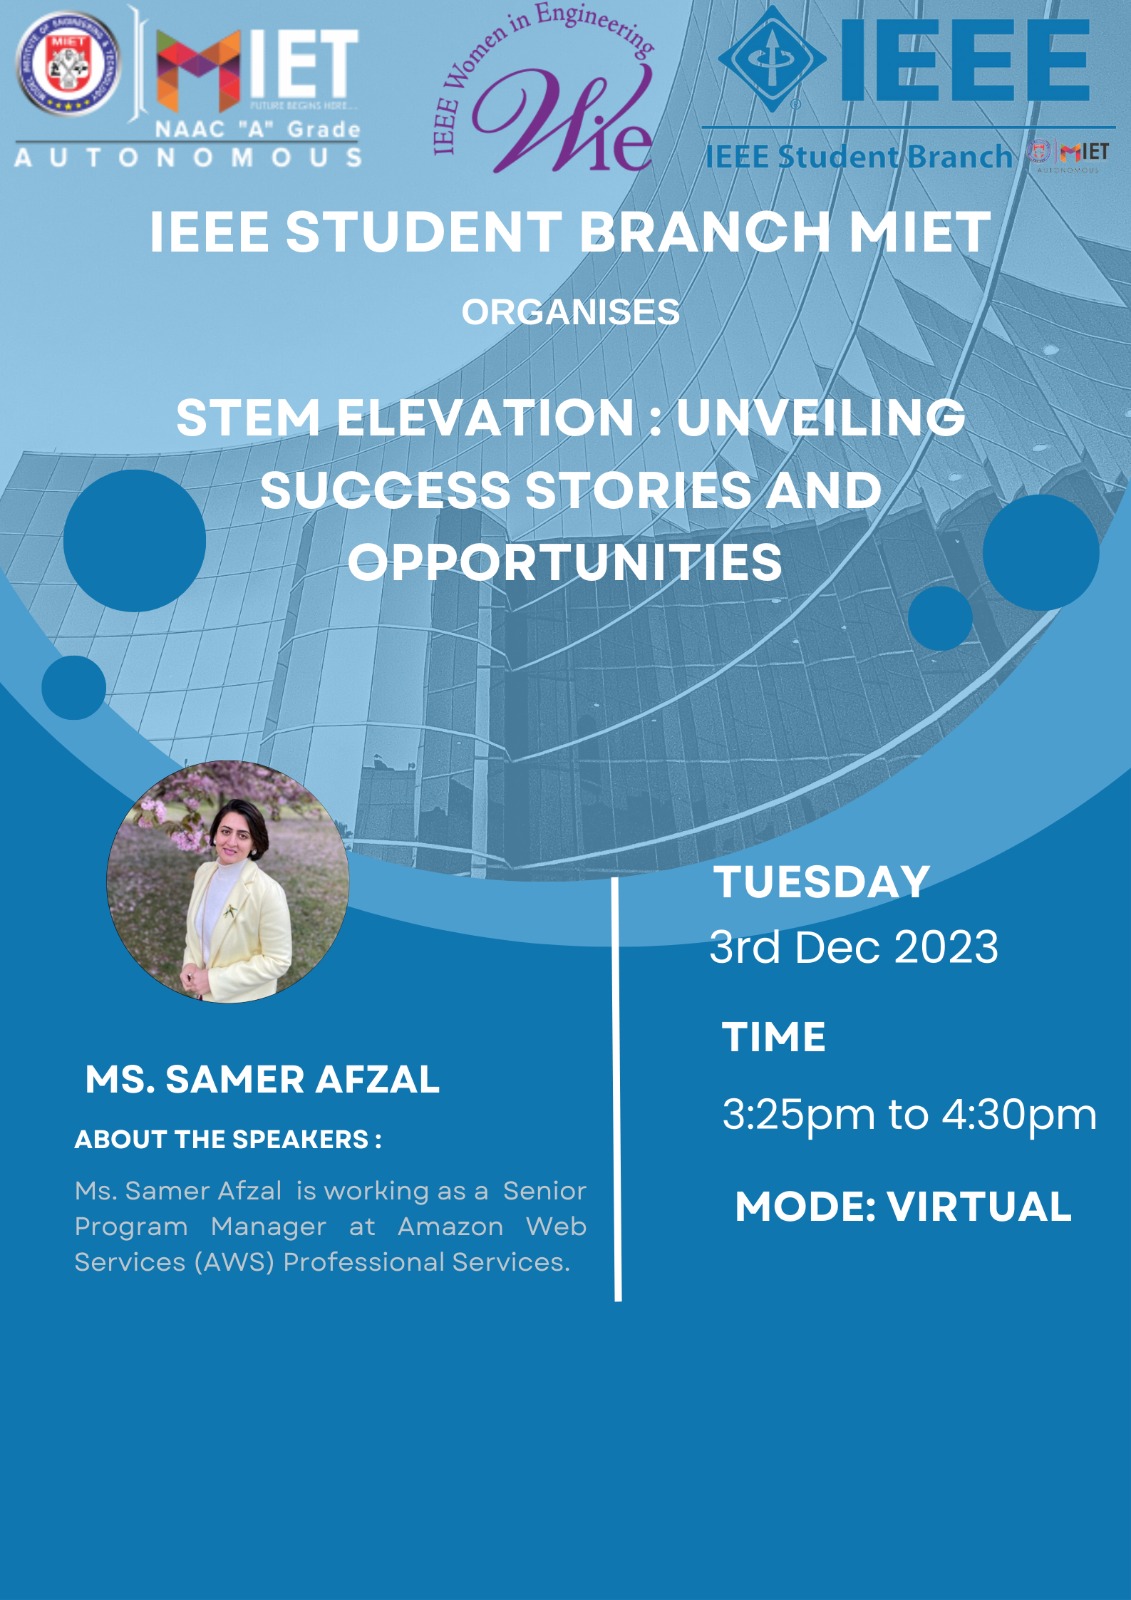 MIET
MIET
FUTURE BEGINS HERE...
NAAC "A" Grade
AUTONOMOUS
IEEE Women in Engineering
WIE
IEEE
IEEE Student Branch
MIET
AUTONOMOUS
IEEE STUDENT BRANCH MIET
ORGANISES
STEM ELEVATION : UNVEILING
SUCCESS STORIES AND
OPPORTUNITIES
TUESDAY
3rd Dec 2023
TIME
3:25pm to 4:30pm
MODE: VIRTUAL
MS. SAMER AFZAL
ABOUT THE SPEAKERS :
Ms. Samer Afzal is working as a Senior
Program Manager at Amazon Web
Services (AWS) Professional Services.